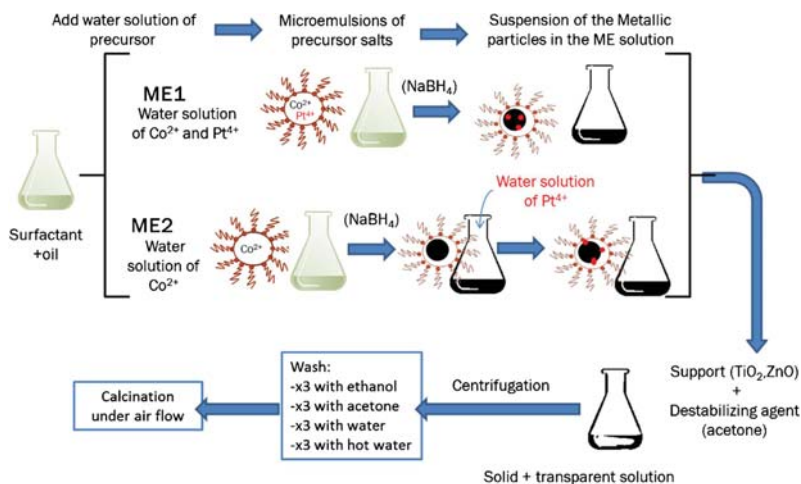 Add water solution of
precursor
Microemulsions of
precursor salts
Suspension of the Metallic
particles in the ME solution
ME1
Water solution
of Co²⁺ and Pt⁴⁺
Co²⁺
Pt⁴⁺
(NaBH₄)
Surfactant
+oil
ME2
Water
solution of
Co²⁺
Co²⁺
(NaBH₄)
Water solution
of Pt⁴⁺
Support (TiO₂,ZnO)
+
Destabilizing agent
(acetone)
Solid + transparent solution
Centrifugation
Wash:
-x3 with ethanol
-x3 with acetone
-x3 with water
-x3 with hot water
Calcination
under air flow